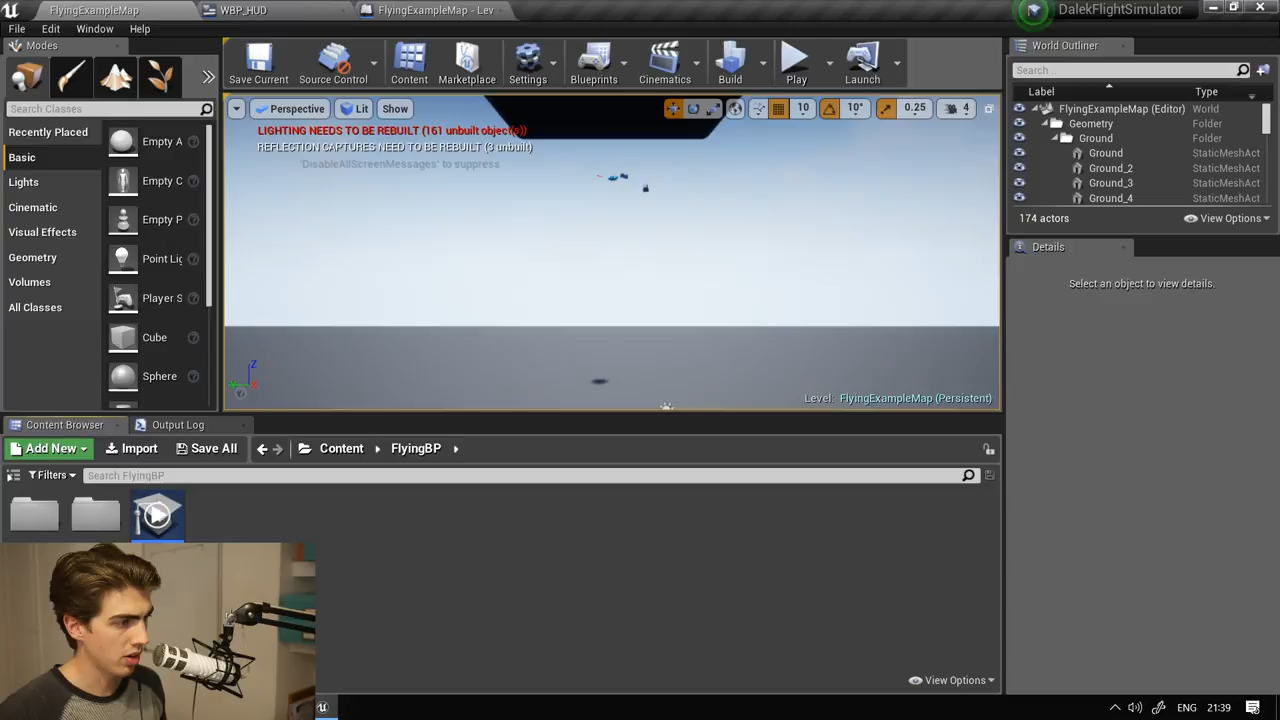 FlyingExampleMap
WBP_HUD
FlyingExampleMap - Lev
DalekFlightSimulator
File Edit Window Help
Modes
Search Classes
Recently Placed
Basic
Lights
Cinematic
Visual Effects
Geometry
Volumes
All Classes
Empty A
Empty C
Empty P
Point Lig
Player S
Cube
Sphere
Save Current
Source Control
Content
Marketplace
Settings
Blueprints
Cinematics
Build
Play
Launch
Perspective Lit Show
10 10° 0.25 4
LIGHTING NEEDS TO BE REBUILT (161 unbuilt object(s))
REFLECTION CAPTURES NEED TO BE REBUILT (3 unbuilt)
'DisableAllScreenMessages' to suppress
Z
X
Level: FlyingExampleMap (Persistent)
World Outliner
Search...
Label Type
FlyingExampleMap (Editor) World
Geometry Folder
Ground Folder
Ground StaticMeshAct
Ground_2 StaticMeshAct
Ground_3 StaticMeshAct
Ground_4 StaticMeshAct
174 actors
View Options
Details
Select an object to view details.
Content Browser
Output Log
Add New Import Save All Content FlyingBP
Filters Search FlyingBP
View Options
ENG 21:39